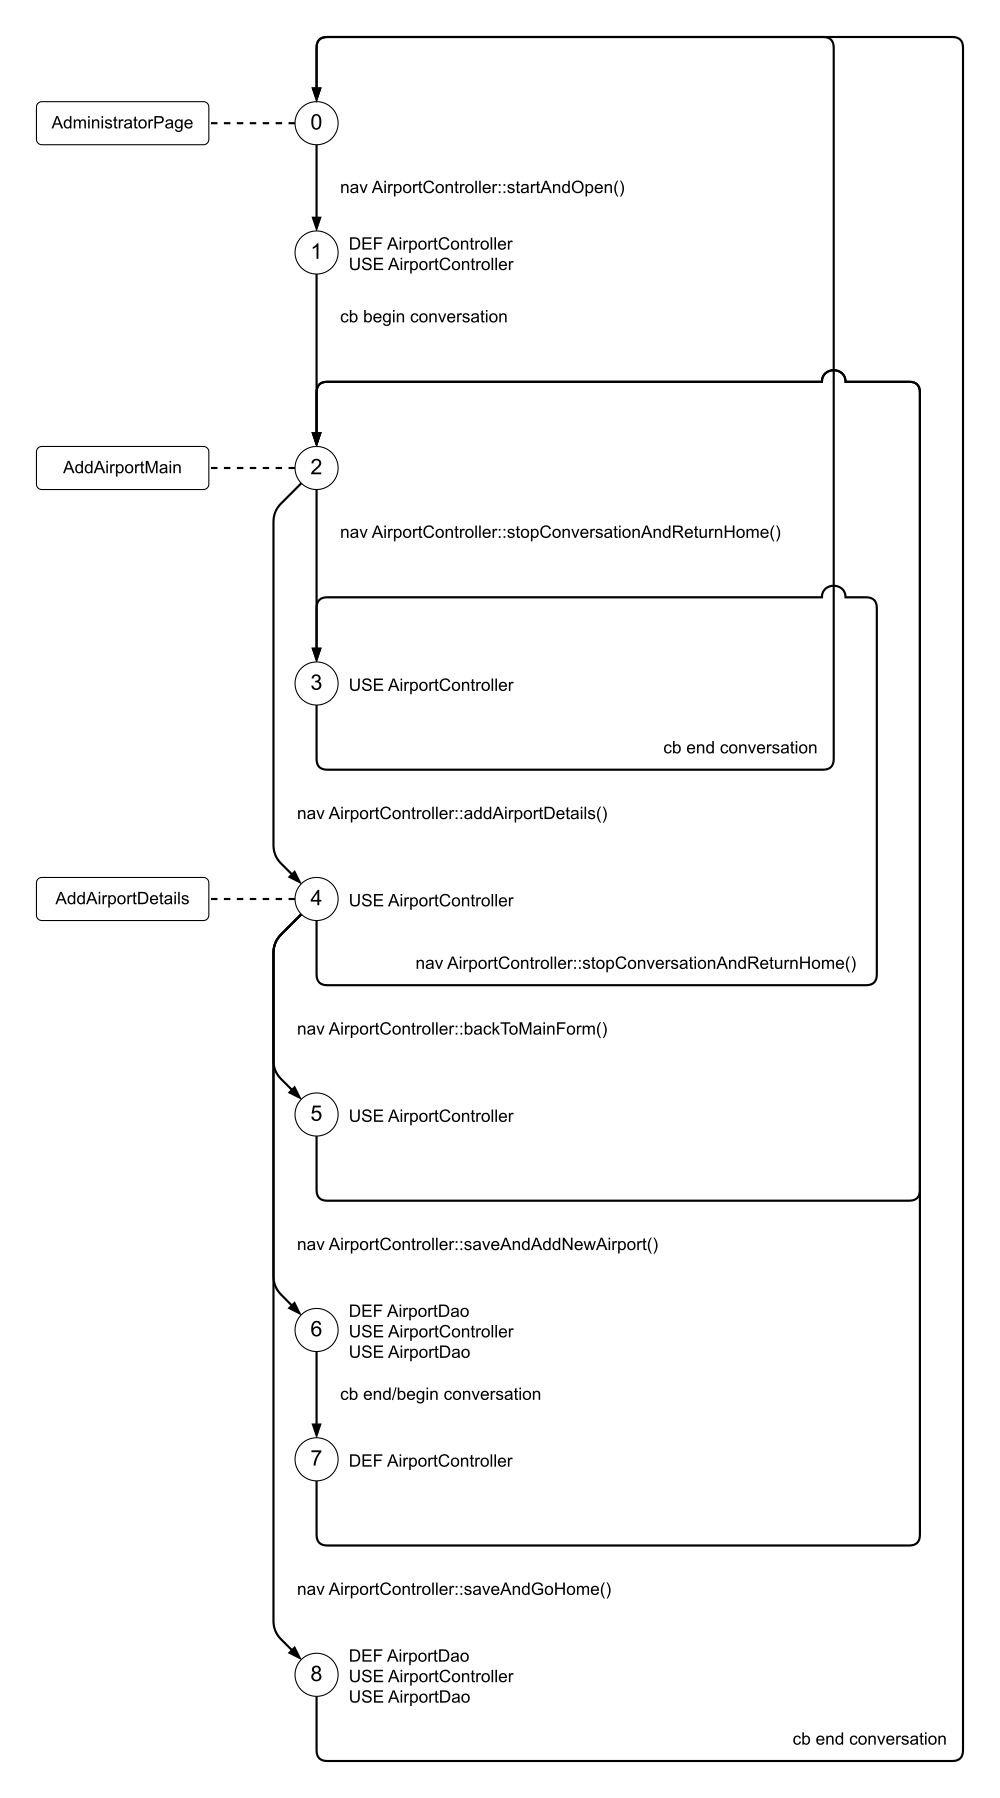 AdministratorPage
0
nav AirportController::startAndOpen()
1
DEF AirportController
USE AirportController
cb begin conversation
AddAirportMain
2
nav AirportController::stopConversationAndReturnHome()
3
USE AirportController
cb end conversation
nav AirportController::addAirportDetails()
AddAirportDetails
4
USE AirportController
nav AirportController::stopConversationAndReturnHome()
nav AirportController::backToMainForm()
5
USE AirportController
nav AirportController::saveAndAddNewAirport()
6
DEF AirportDao
USE AirportController
USE AirportDao
cb end/begin conversation
7
DEF AirportController
nav AirportController::saveAndGoHome()
8
DEF AirportDao
USE AirportController
USE AirportDao
cb end conversation